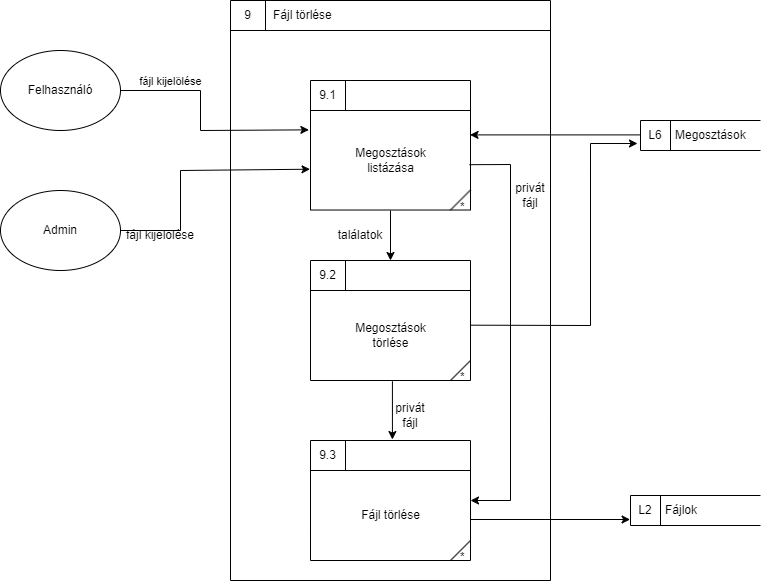 9 Fájl törlése
Felhasználó
fájl kijelölése
9.1
Megosztások
listázása
*
L6 Megosztások
privát
fájl
Admin
fájl kijelölése
találatok
9.2
Megosztások
törlése
*
privát
fájl
9.3
Fájl törlése
*
L2 Fájlok